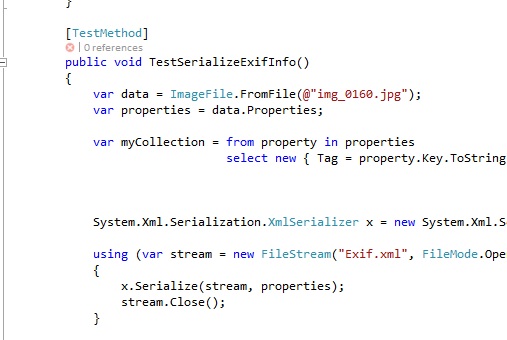 }
[TestMethod]
| 0 references
public void TestSerializeExifInfo()
{
var data = ImageFile.FromFile(@"img_0160.jpg");
var properties = data.Properties;
var myCollection = from property in properties
select new { Tag = property.Key.ToString
System.Xml.Serialization.XmlSerializer x = new System.Xml.S
using (var stream = new FileStream("Exif.xml", FileMode.Ope
{
x.Serialize(stream, properties);
stream.Close();
}